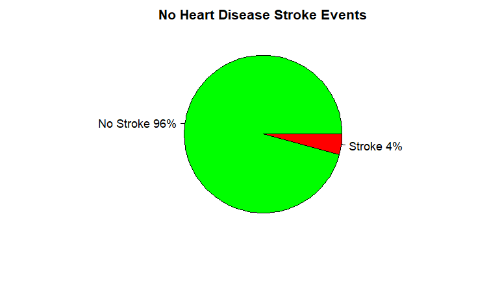 No Heart Disease Stroke Events
No Stroke 96%
Stroke 4%